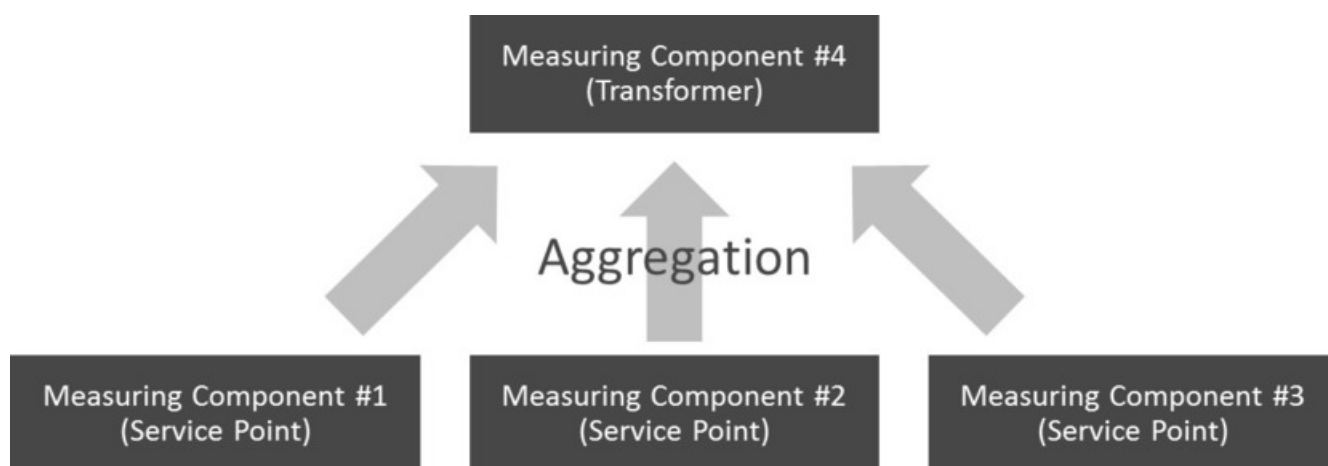 Measuring Component #4
(Transformer)
Aggregation
Measuring Component #1
(Service Point)
Measuring Component #2
(Service Point)
Measuring Component #3
(Service Point)